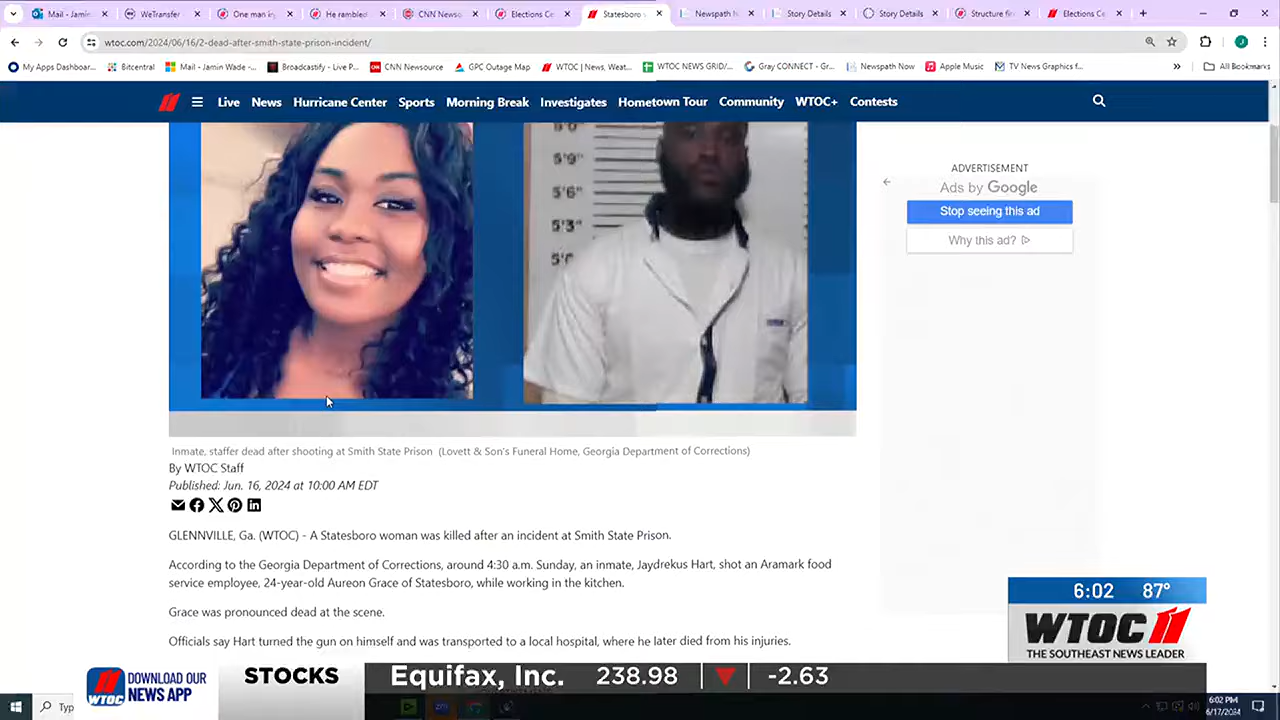 Mail - Jamin
WeTransfer
One man in
He rambled
CNN Newso
Elections Ce
Statesboro
Newspath N
Story Details
Story Details
Structure fi
Elections Ce
wtoc.com/2024/06/16/2-dead-after-smith-state-prison-incident/
My Apps Dashboar...
Bitcentral
Mail - Jamin Wade -...
Broadcastify - Live P...
CNN Newsource
GPC Outage Map
WTOC | News, Weat...
WTOC NEWS GRID/...
Gray CONNECT - Gr...
Newspath Now
Apple Music
TV News Graphics f...
All Bookmarks
Live News Hurricane Center Sports Morning Break Investigates Hometown Tour Community WTOC+ Contests
5'9"
5'6"
5'3"
ADVERTISEMENT
Ads by Google
Stop seeing this ad
Why this ad?
Inmate, staffer dead after shooting at Smith State Prison (Lovett & Son's Funeral Home, Georgia Department of Corrections)
By WTOC Staff
Published: Jun. 16, 2024 at 10:00 AM EDT
GLENNVILLE, Ga. (WTOC) - A Statesboro woman was killed after an incident at Smith State Prison.
According to the Georgia Department of Corrections, around 4:30 a.m. Sunday, an inmate, Jaydrekus Hart, shot an Aramark food
service employee, 24-year-old Aureon Grace of Statesboro, while working in the kitchen.
Grace was pronounced dead at the scene.
Officials say Hart turned the gun on himself and was transported to a local hospital, where he later died from his injuries.
6:02 87°
WTOC 11
THE SOUTHEAST NEWS LEADER
WTOC
DOWNLOAD OUR
NEWS APP
STOCKS
Equifax, Inc. 238.98 -2.63
Typ
6:02 PM
6/17/2024